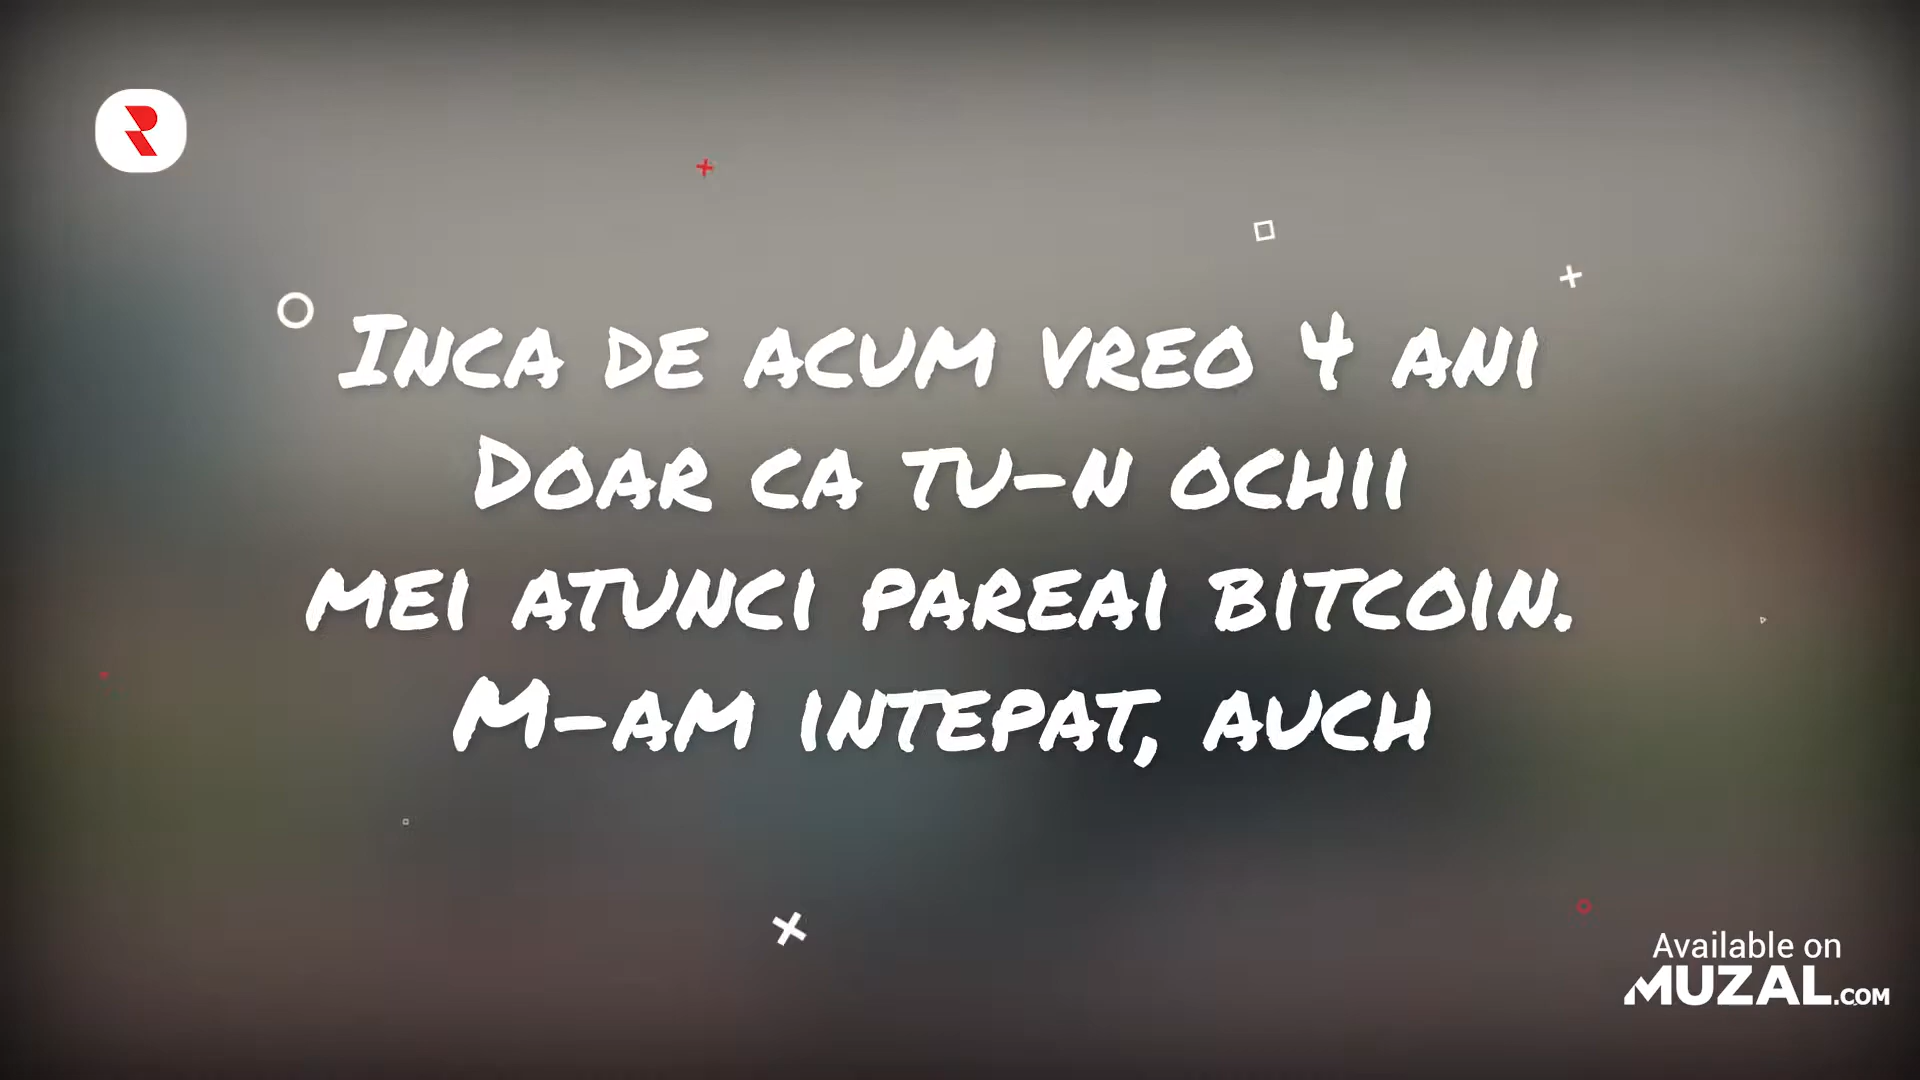 Inca de acum vreo 4 ani
Doar ca tu-n ochii
mei atunci pareai bitcoin.
M-am intepat, auch
Available on
MUZAL.COM